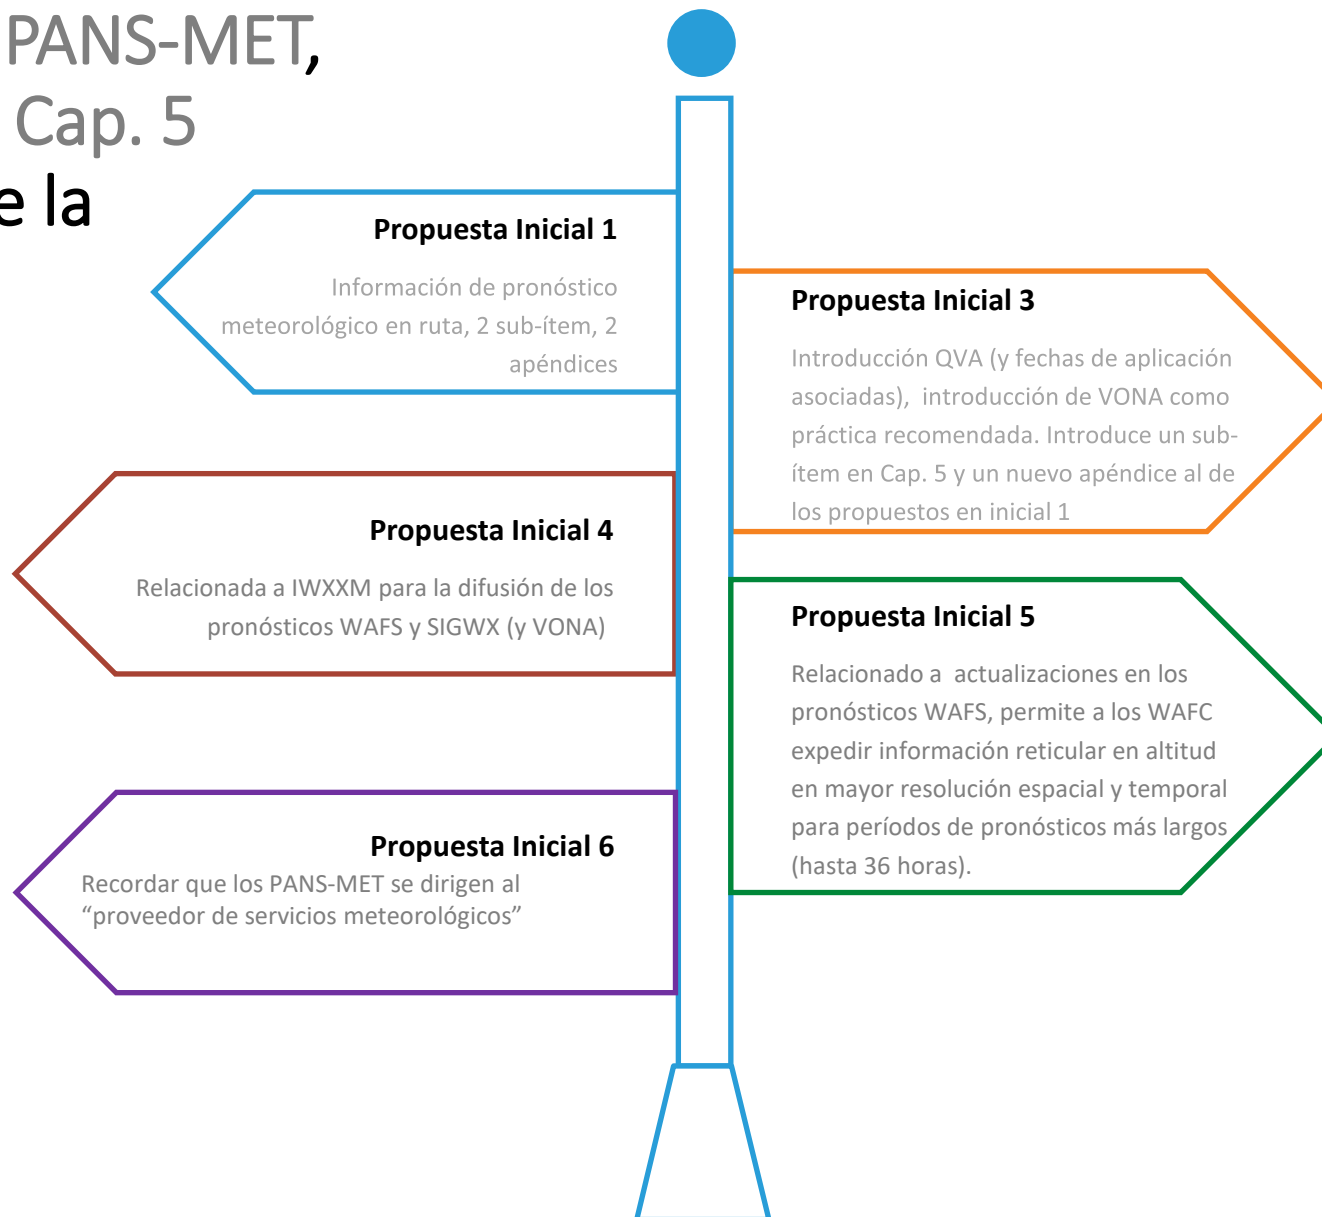 PANS-MET,
Cap. 5
e la
Propuesta Inicial 1
Información de pronóstico
meteorológico en ruta, 2 sub-ítem, 2
apéndices
Propuesta Inicial 3
Introducción QVA (y fechas de aplicación
asociadas), introducción de VONA como
práctica recomendada. Introduce un sub-
ítem en Cap. 5 y un nuevo apéndice al de
los propuestos en inicial 1
Propuesta Inicial 4
Relacionada a IWXXM para la difusión de los
pronósticos WAFS y SIGWX (y VONA)
Propuesta Inicial 5
Relacionado a actualizaciones en los
pronósticos WAFS, permite a los WAFC
expedir información reticular en altitud
en mayor resolución espacial y temporal
para períodos de pronósticos más largos
(hasta 36 horas).
Propuesta Inicial 6
Recordar que los PANS-MET se dirigen al
“proveedor de servicios meteorológicos”